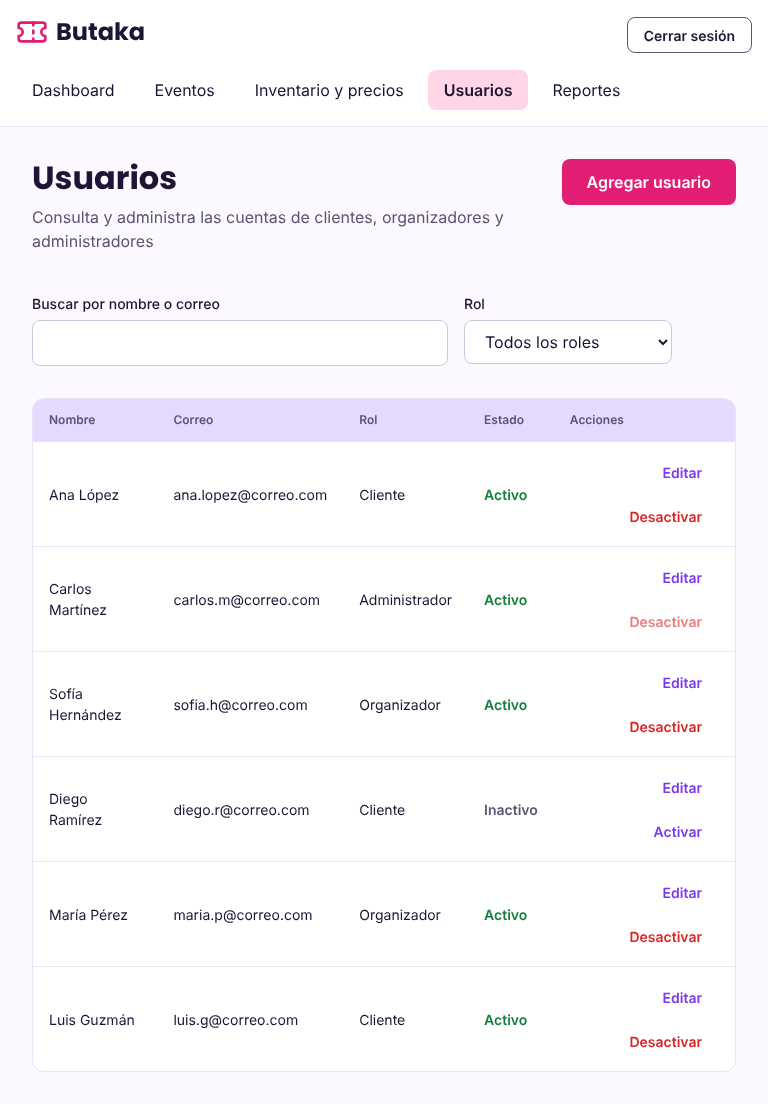 Butaka
Cerrar sesión
Dashboard Eventos Inventario y precios Usuarios Reportes
Usuarios
Agregar usuario
Consulta y administra las cuentas de clientes, organizadores y
administradores
Buscar por nombre o correo
Rol
Todos los roles
Nombre Correo Rol Estado Acciones
Ana López ana.lopez@correo.com Cliente Activo
Editar
Desactivar
Carlos
Martínez
carlos.m@correo.com Administrador Activo
Editar
Desactivar
Sofía
Hernández
sofia.h@correo.com Organizador Activo
Editar
Desactivar
Diego
Ramírez
diego.r@correo.com Cliente Inactivo
Editar
Activar
María Pérez maria.p@correo.com Organizador Activo
Editar
Desactivar
Luis Guzmán luis.g@correo.com Cliente Activo
Editar
Desactivar